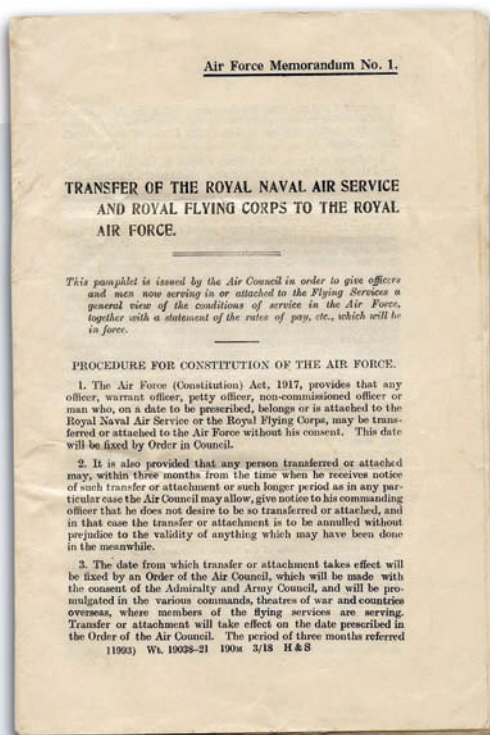 Air Force Memorandum No. 1.
TRANSFER OF THE ROYAL NAVAL AIR SERVICE
AND ROYAL FLYING CORPS TO THE ROYAL
AIR FORCE.
This pamphlet is issued by the Air Council in order to give officers
and men now serving in or attached to the Flying Services a
general view of the conditions of service in the Air Force,
together with a statement of the rates of pay, etc., which will be
in force.
PROCEDURE FOR CONSTITUTION OF THE AIR FORCE.
1. The Air Force (Constitution) Act, 1917, provides that any
officer, warrant officer, petty officer, non-commissioned officer or
man who, on a date to be prescribed, belongs or is attached to the
Royal Naval Air Service or the Royal Flying Corps, may be trans-
ferred or attached to the Air Force without his consent. This date
will be fixed by Order in Council.
2. It is also provided that any person transferred or attached
may, within three months from the time when he receives notice
of such transfer or attachment or such longer period as in any par-
ticular case the Air Council may allow, give notice to his commanding
officer that he does not desire to be so transferred or attached, and
in that case the transfer or attachment is to be annulled without
prejudice to the validity of anything which may have been done
in the meanwhile.
3. The date from which transfer or attachment takes effect will
be fixed by an Order of the Air Council, which will be made with
the consent of the Admiralty and Army Council, and will be pro-
mulgated in the various commands, theatres of war and countries
overseas, where members of the flying services are serving.
Transfer or attachment will take effect on the date prescribed in
the Order of the Air Council. The period of three months referred
11993) Wt. 19038–21 190M 3/18 H & S